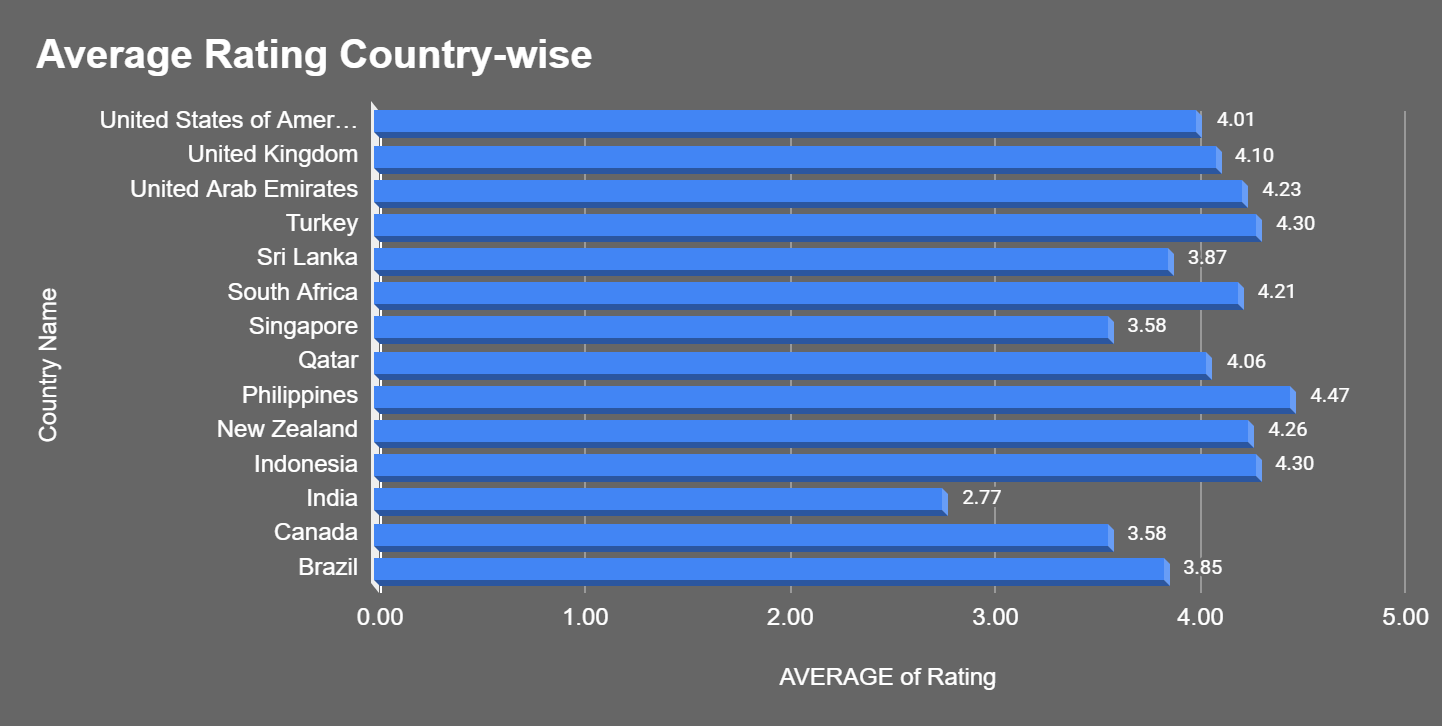 Average Rating Country-wise
United States of Amer… 4.01
United Kingdom 4.10
United Arab Emirates 4.23
Turkey 4.30
Sri Lanka 3.87
South Africa 4.21
Singapore 3.58
Qatar 4.06
Philippines 4.47
New Zealand 4.26
Indonesia 4.30
India 2.77
Canada 3.58
Brazil 3.85
Country Name
0.00 1.00 2.00 3.00 4.00 5.00
AVERAGE of Rating